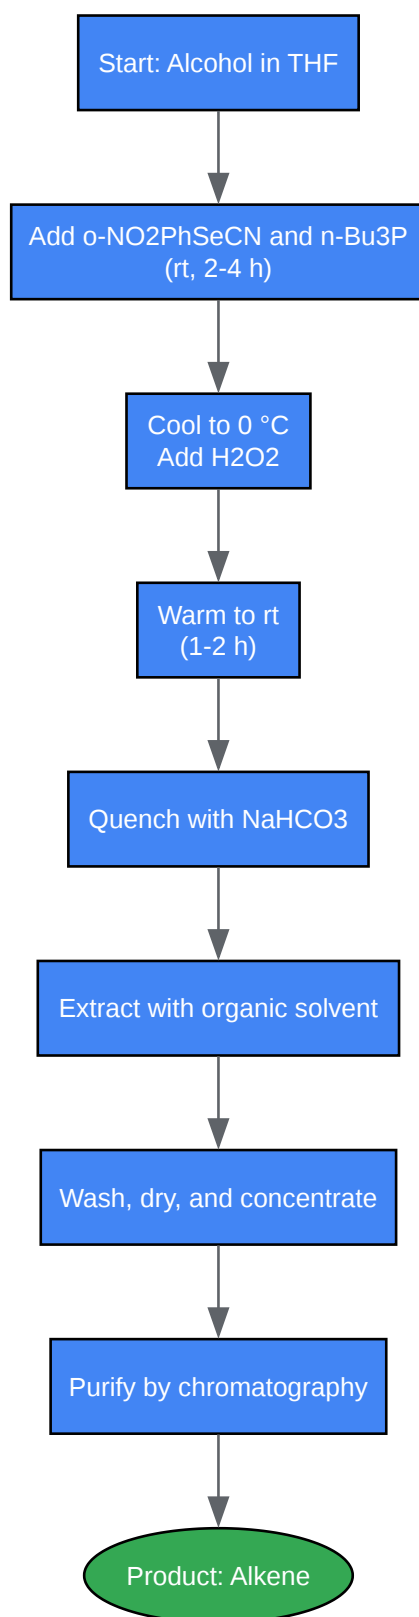 Start: Alcohol in THF
Add o-NO2PhSeCN and n-Bu3P
(rt, 2-4 h)
Cool to 0 °C
Add H2O2
Warm to rt
(1-2 h)
Quench with NaHCO3
Extract with organic solvent
Wash, dry, and concentrate
Purify by chromatography
Product: Alkene